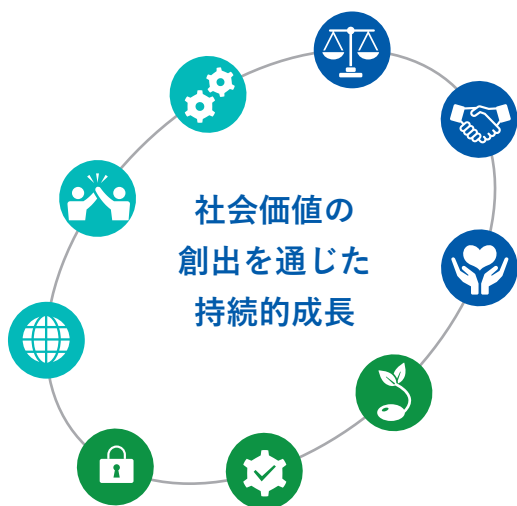 社会価値の
創出を通じた
持続的成長